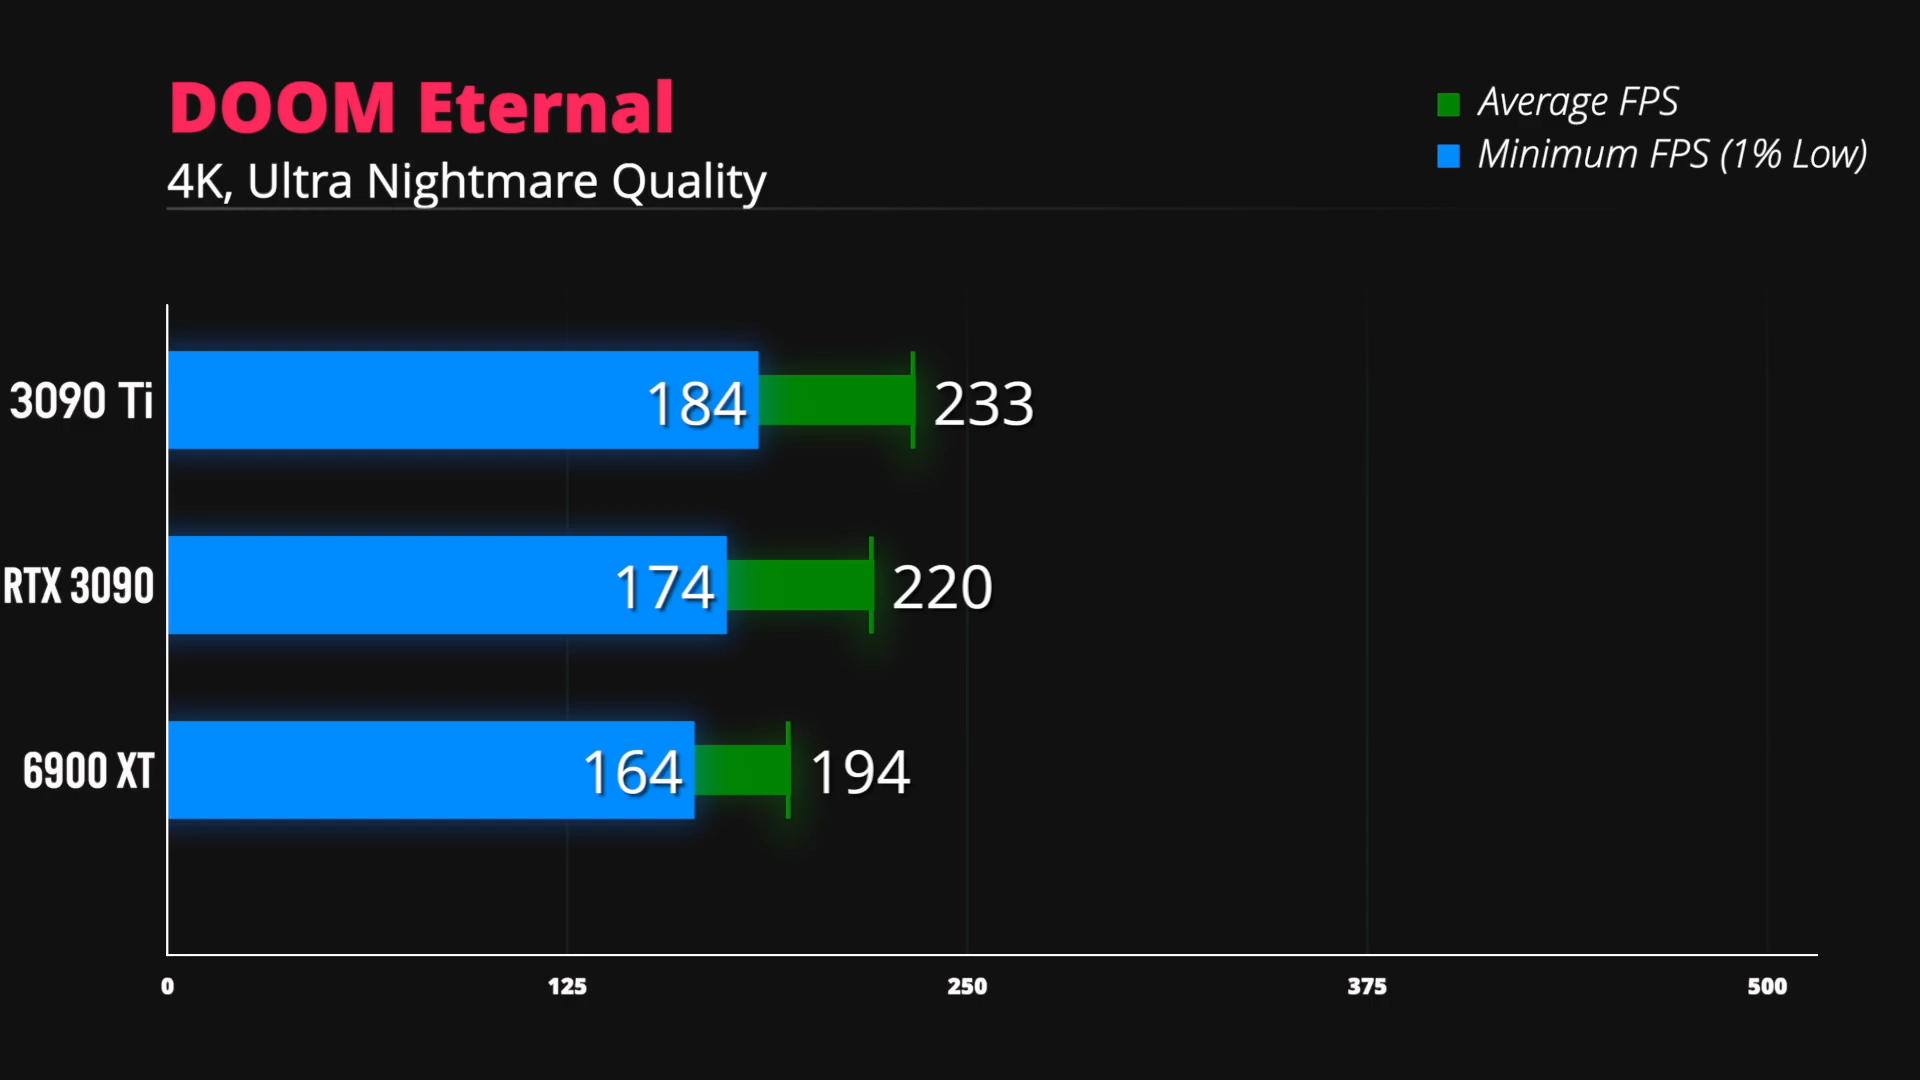 DOOM Eternal
4K, Ultra Nightmare Quality
Average FPS
Minimum FPS (1% Low)
3090 Ti 184 233
RTX 3090 174 220
6900 XT 164 194
0 125 250 375 500